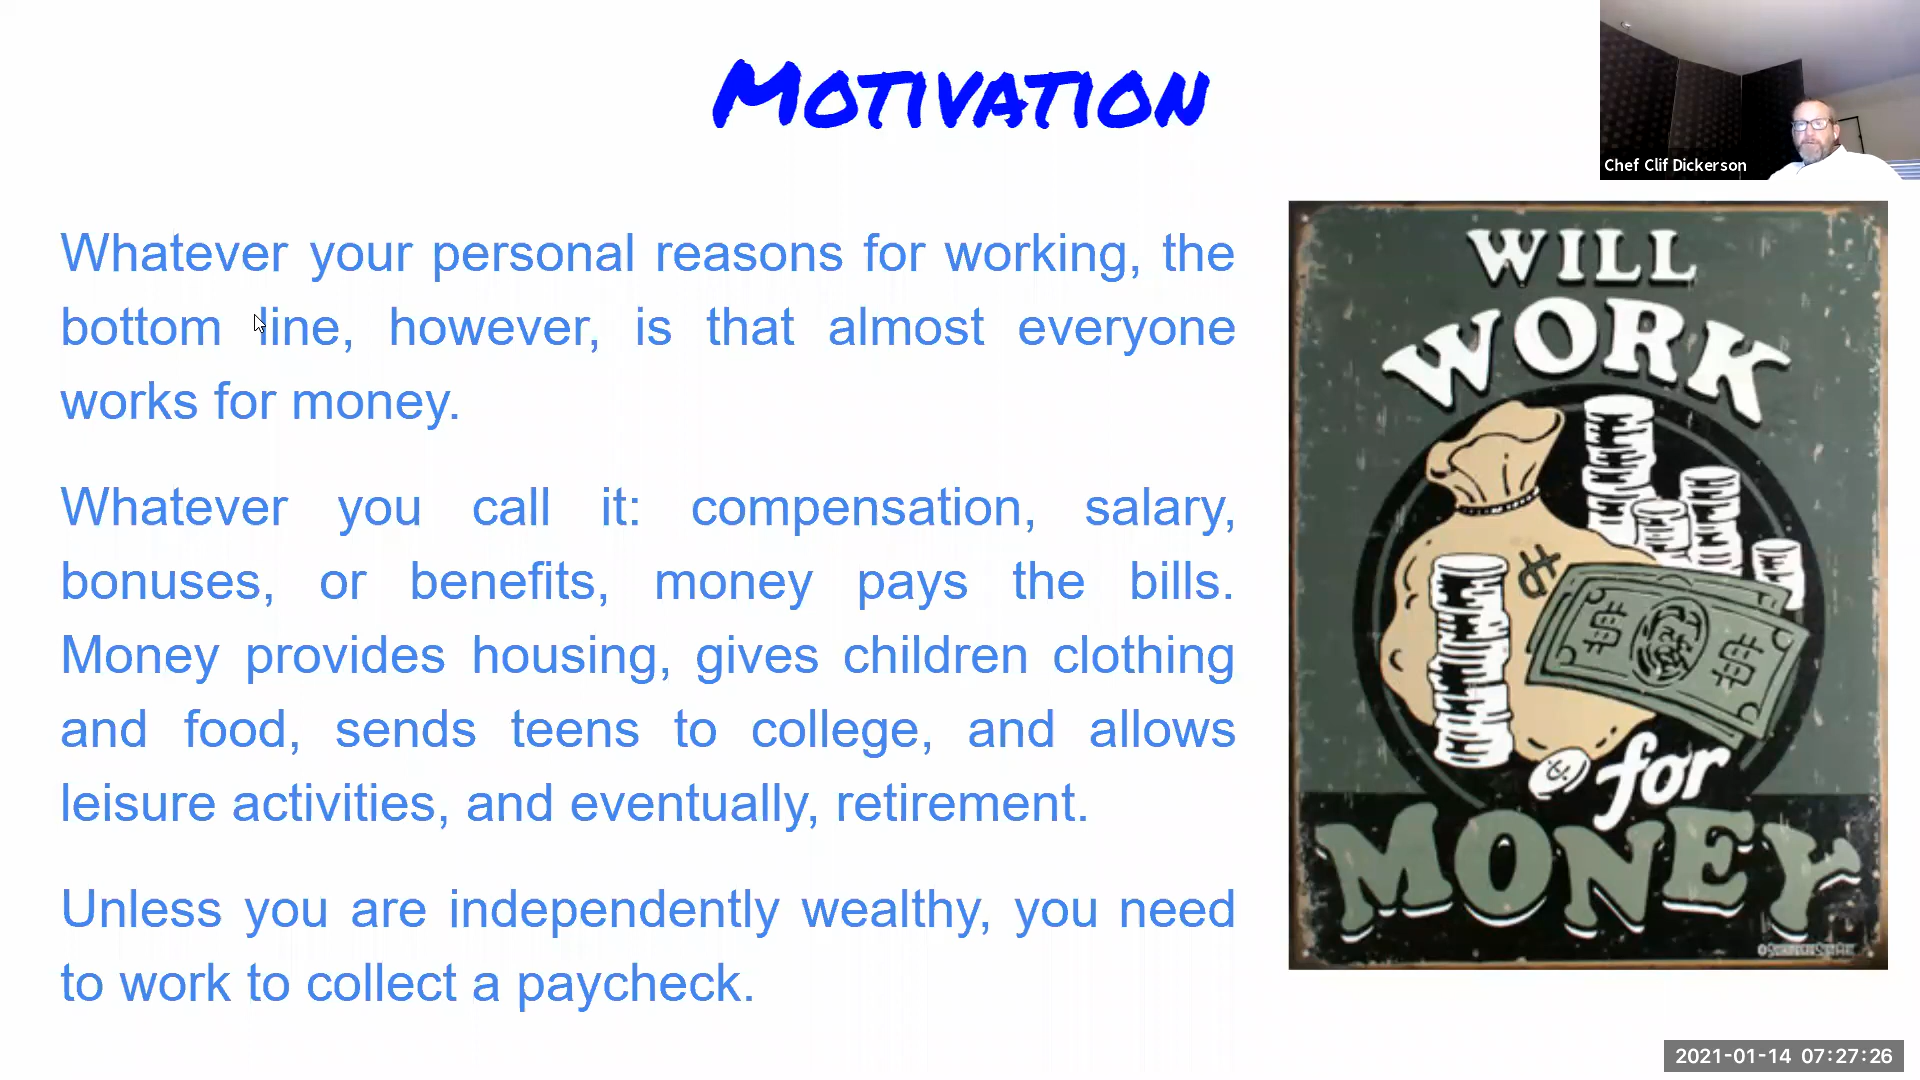 Motivation
Chef Clif Dickerson
Whatever your personal reasons for working, the
bottom line, however, is that almost everyone
works for money.
Whatever you call it: compensation, salary,
bonuses, or benefits, money pays the bills.
Money provides housing, gives children clothing
and food, sends teens to college, and allows
leisure activities, and eventually, retirement.
Unless you are independently wealthy, you need
to work to collect a paycheck.
WILL
WORK
for
MONEY
2021-01-14 07:27:26